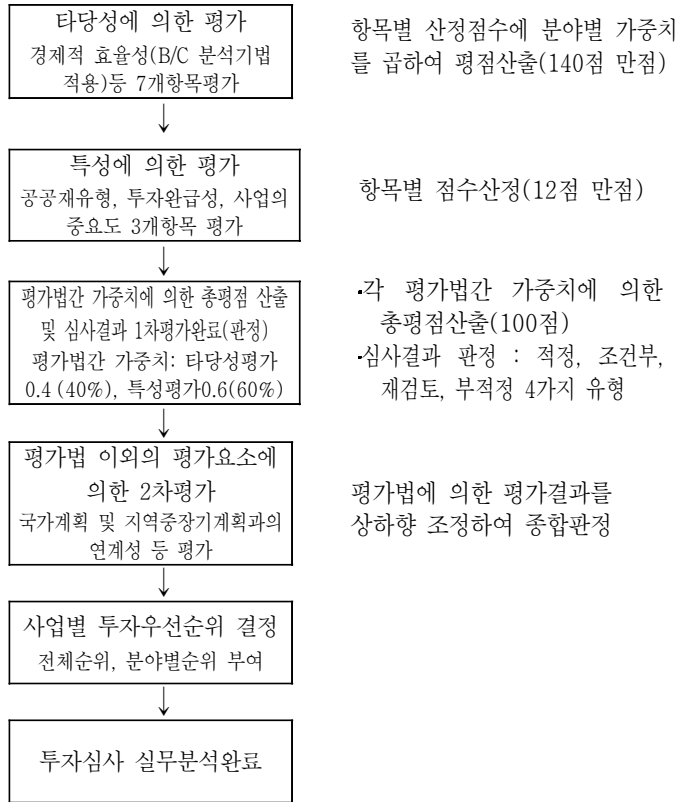 타당성에 의한 평가
경제적 효율성(B/C 분석기법
적용)등 7개항목평가
항목별 산정점수에 분야별 가중치
를 곱하여 평점산출(140점 만점)
특성에 의한 평가
공공재유형, 투자완급성, 사업의
중요도 3개항목 평가
항목별 점수산정(12점 만점)
평가법간 가중치에 의한 총평점 산출
및 심사결과 1차평가완료(판정)
평가법간 가중치: 타당성평가
0.4 (40%), 특성평가0.6(60%)
·각 평가법간 가중치에 의한
총평점산출(100점)
·심사결과 판정 : 적정, 조건부,
재검토, 부적정 4가지 유형
평가법 이외의 평가요소에
의한 2차평가
국가계획 및 지역중장기계획과의
연계성 등 평가
평가법에 의한 평가결과를
상하향 조정하여 종합판정
사업별 투자우선순위 결정
전체순위, 분야별순위 부여
투자심사 실무분석완료